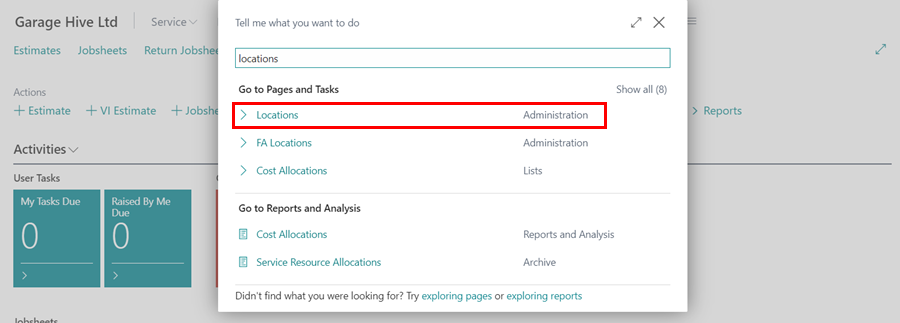 Garage Hive Ltd
Service
Tell me what you want to do
Estimates Jobsheets Return Jobshe
locations
Go to Pages and Tasks Show all (8)
Actions
+ Estimate + VI Estimate + Jobsh
Locations Administration
> Reports
FA Locations Administration
Activities
Cost Allocations Lists
User Tasks
My Tasks Due
0
Raised By Me Due
0
Go to Reports and Analysis
Cost Allocations Reports and Analysis
Service Resource Allocations Archive
Didn't find what you were looking for? Try exploring pages or exploring reports
Jobsheets